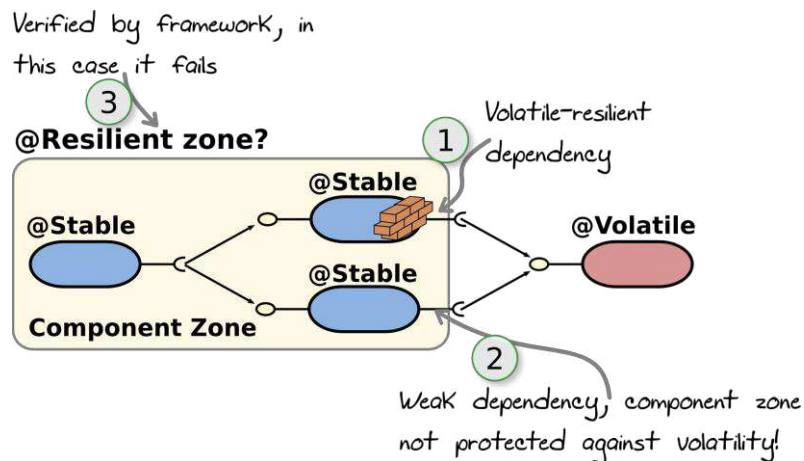 Verified by framework, in
this case it fails
3
@Resilient zone?
1
Volatile-resilient
dependency
@Stable
@Stable
@Volatile
@Stable
Component Zone
2
Weak dependency, component zone
not protected against volatility!